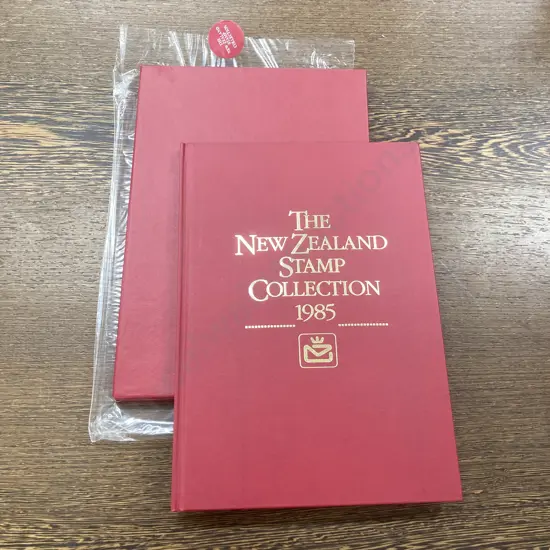 THE
NEW ZEALAND
STAMP
COLLECTION
1985